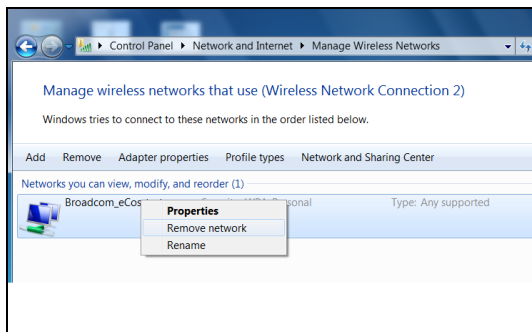 Control Panel Network and Internet Manage Wireless Networks
Manage wireless networks that use (Wireless Network Connection 2)
Windows tries to connect to these networks in the order listed below.
Add Remove Adapter properties Profile types Network and Sharing Center
Networks you can view, modify, and reorder (1)
Type: Any supported
Properties
Remove network
Rename